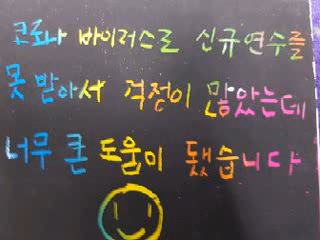 코로나 바이러스로 신규연수를
못 받아서 걱정이 많았는데
너무 큰 도움이 됐습니다